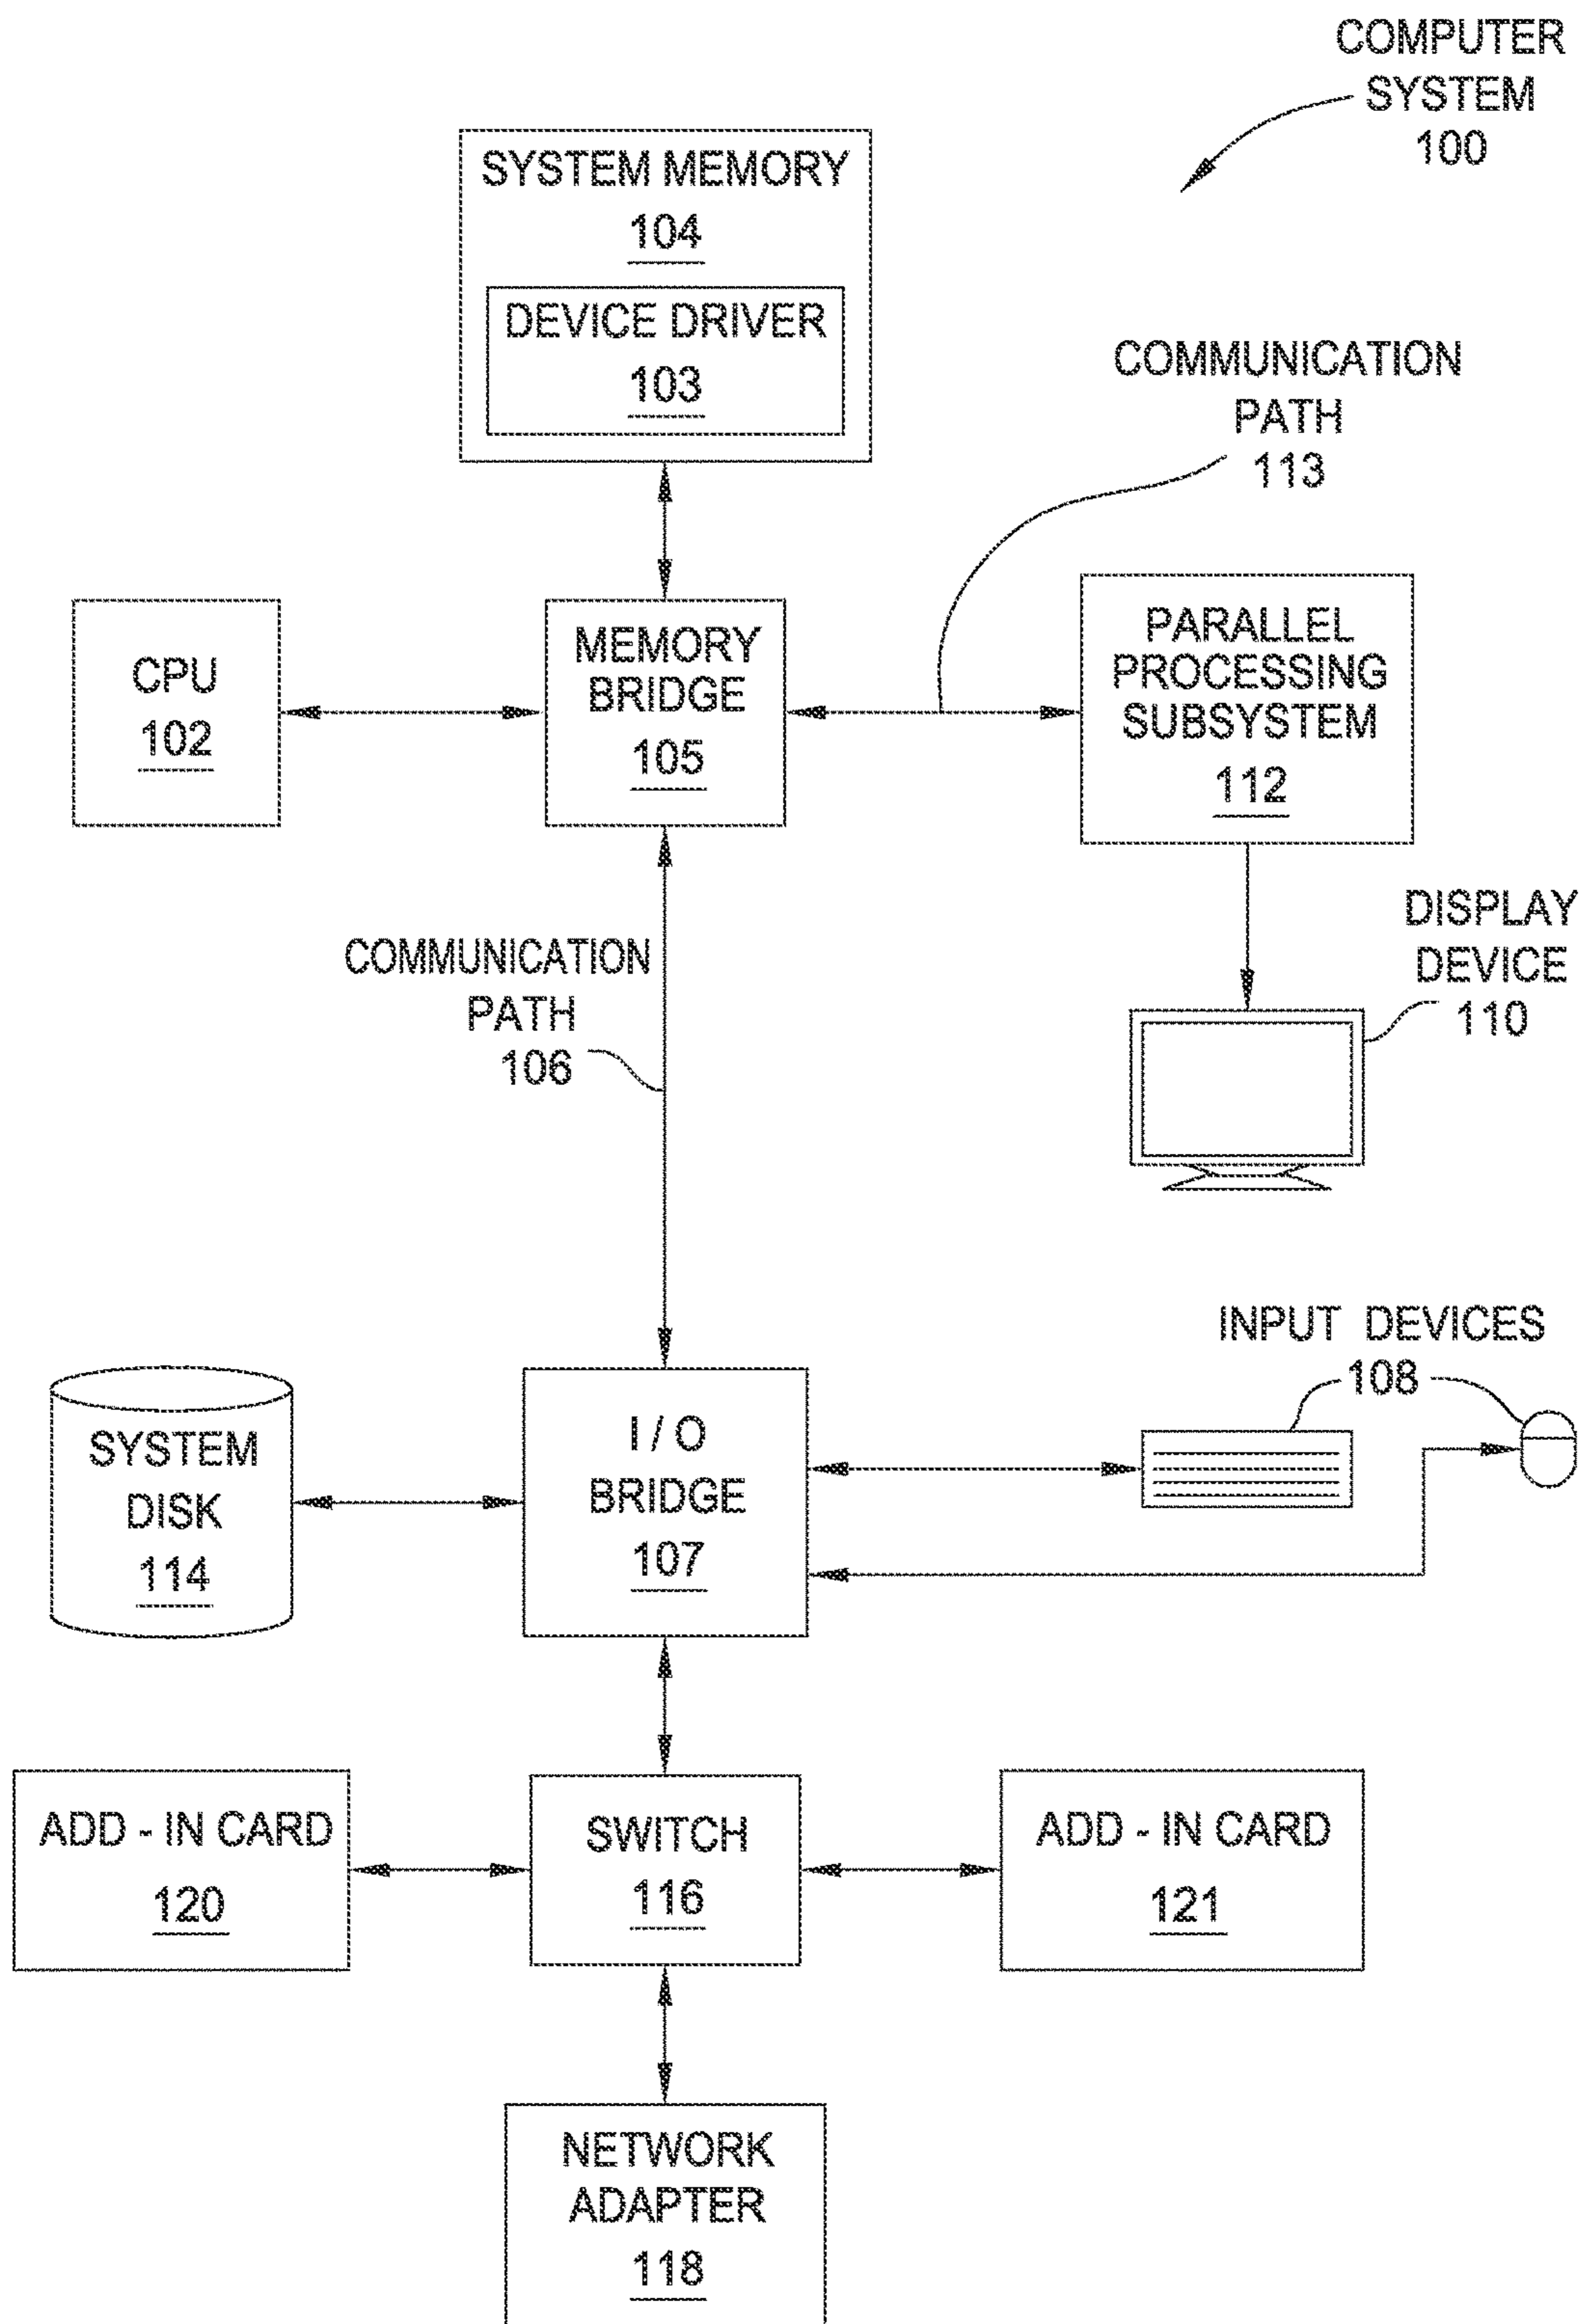 COMPUTER
SYSTEM
100
SYSTEM MEMORY
104
DEVICE DRIVER
103
COMMUNICATION
PATH
113
CPU
102
MEMORY
BRIDGE
105
PARALLEL
PROCESSING
SUBSYSTEM
112
DISPLAY
DEVICE
110
COMMUNICATION
PATH
106
INPUT DEVICES
108
SYSTEM
DISK
114
I / O
BRIDGE
107
ADD - IN CARD
120
SWITCH
116
ADD - IN CARD
121
NETWORK
ADAPTER
118